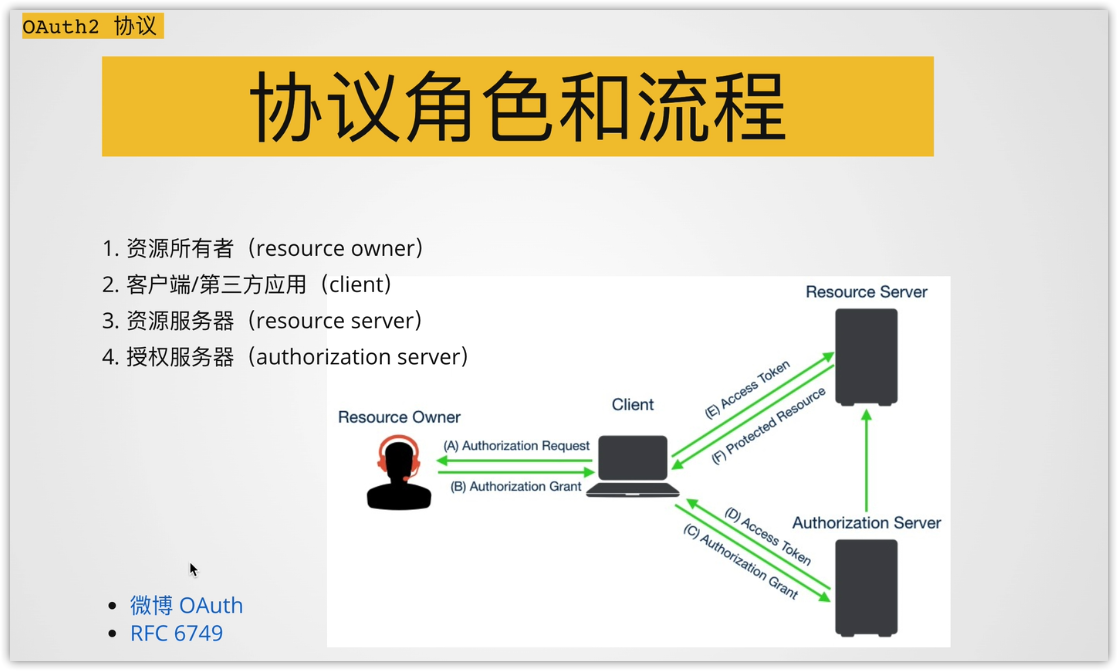 OAuth2 协议
协议角色和流程
1. 资源所有者（resource owner）
2. 客户端/第三方应用（client）
3. 资源服务器（resource server）
4. 授权服务器（authorization server）
Resource Server
(E) Access Token
(F) Protected Resource
Client
Resource Owner
(A) Authorization Request
(B) Authorization Grant
Authorization Server
(D) Access Token
(C) Authorization Grant
• 微博 OAuth
• RFC 6749